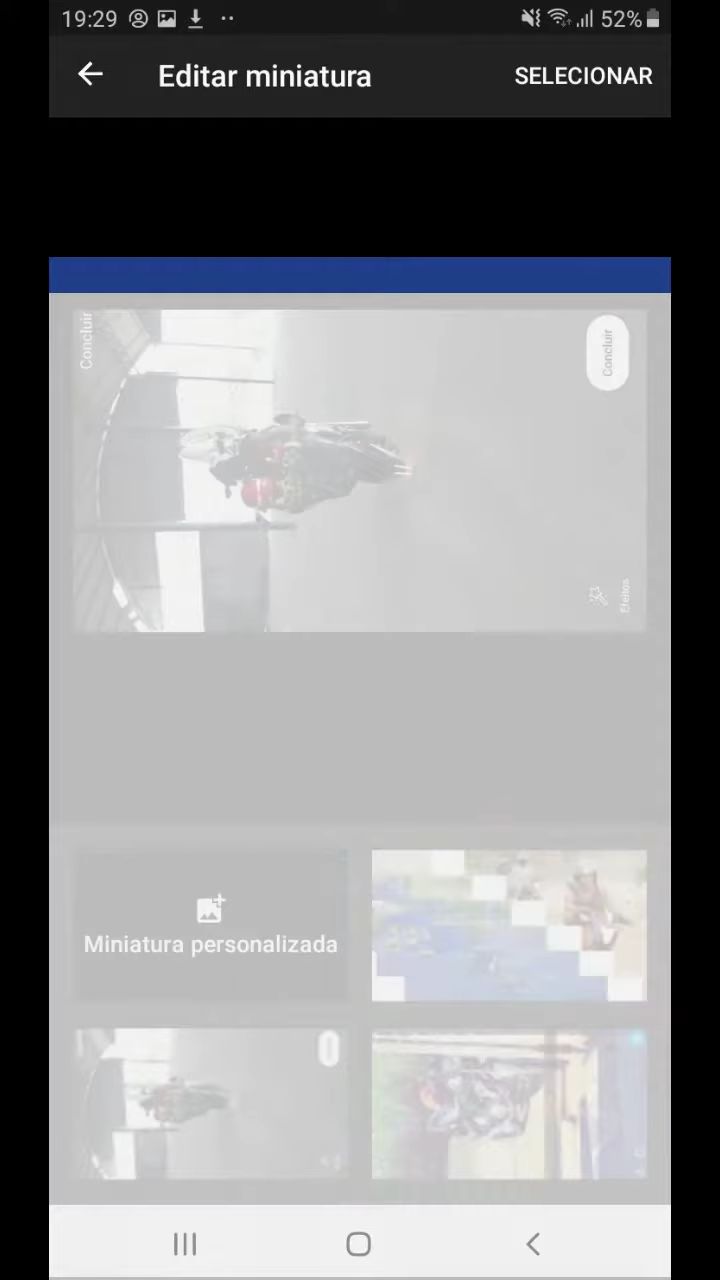 19:29
52%
Editar miniatura
SELECIONAR
Concluir
Concluir
Efeitos
Miniatura personalizada